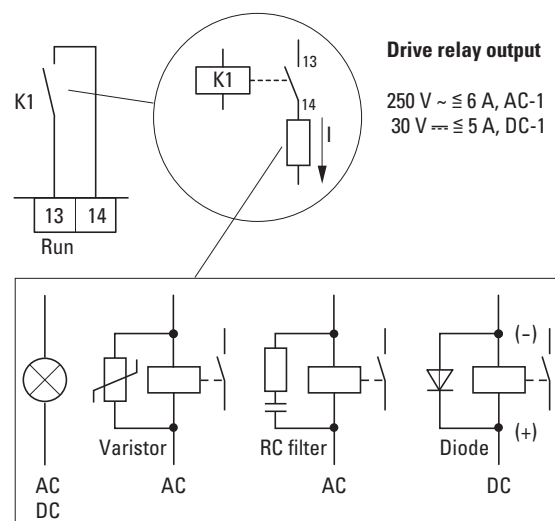 Drive relay output
K1
13
14
I
250 V ~ ≦ 6 A, AC-1
30 V ⎓ ≦ 5 A, DC-1
K1
13 14
Run
(–)
(+)
Varistor RC filter Diode
AC AC AC DC
DC